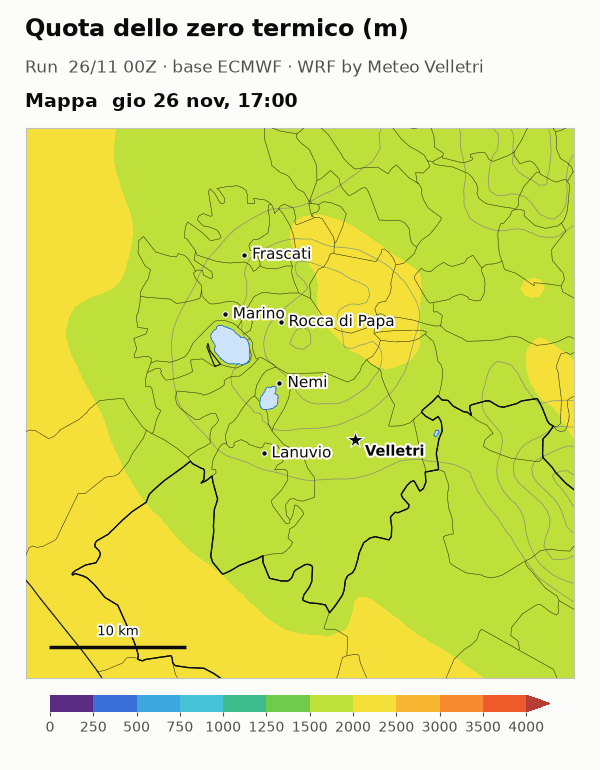 Quota dello zero termico (m)
Run  26/11 00Z · base ECMWF · WRF by Meteo Velletri
Mappa  gio 26 nov, 17:00
Frascati
Marino
Rocca di Papa
Nemi
Velletri
Lanuvio
10 km
0 250 500 750 1000 1250 1500 2000 2500 3000 3500 4000